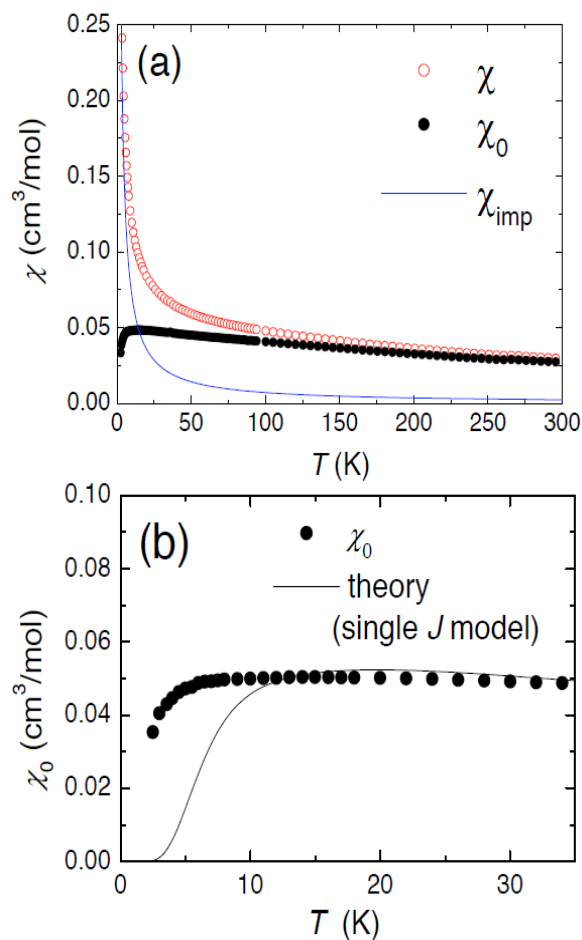 (a)
χ
χ0
χimp
χ (cm3/mol)
0.25
0.20
0.15
0.10
0.05
0.00
0 50 100 150 200 250 300
T (K)
(b)
χ0
theory
(single J model)
χ0 (cm3/mol)
0.10
0.08
0.06
0.04
0.02
0.00
0 10 20 30
T (K)